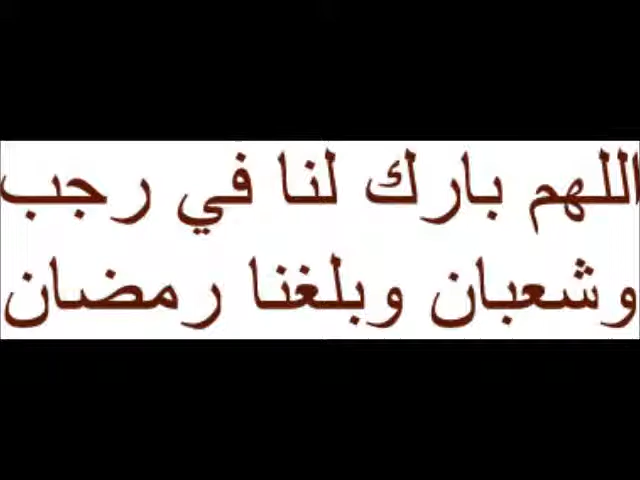 اللهم بارك لنا في رجب
وشعبان وبلغنا رمضان